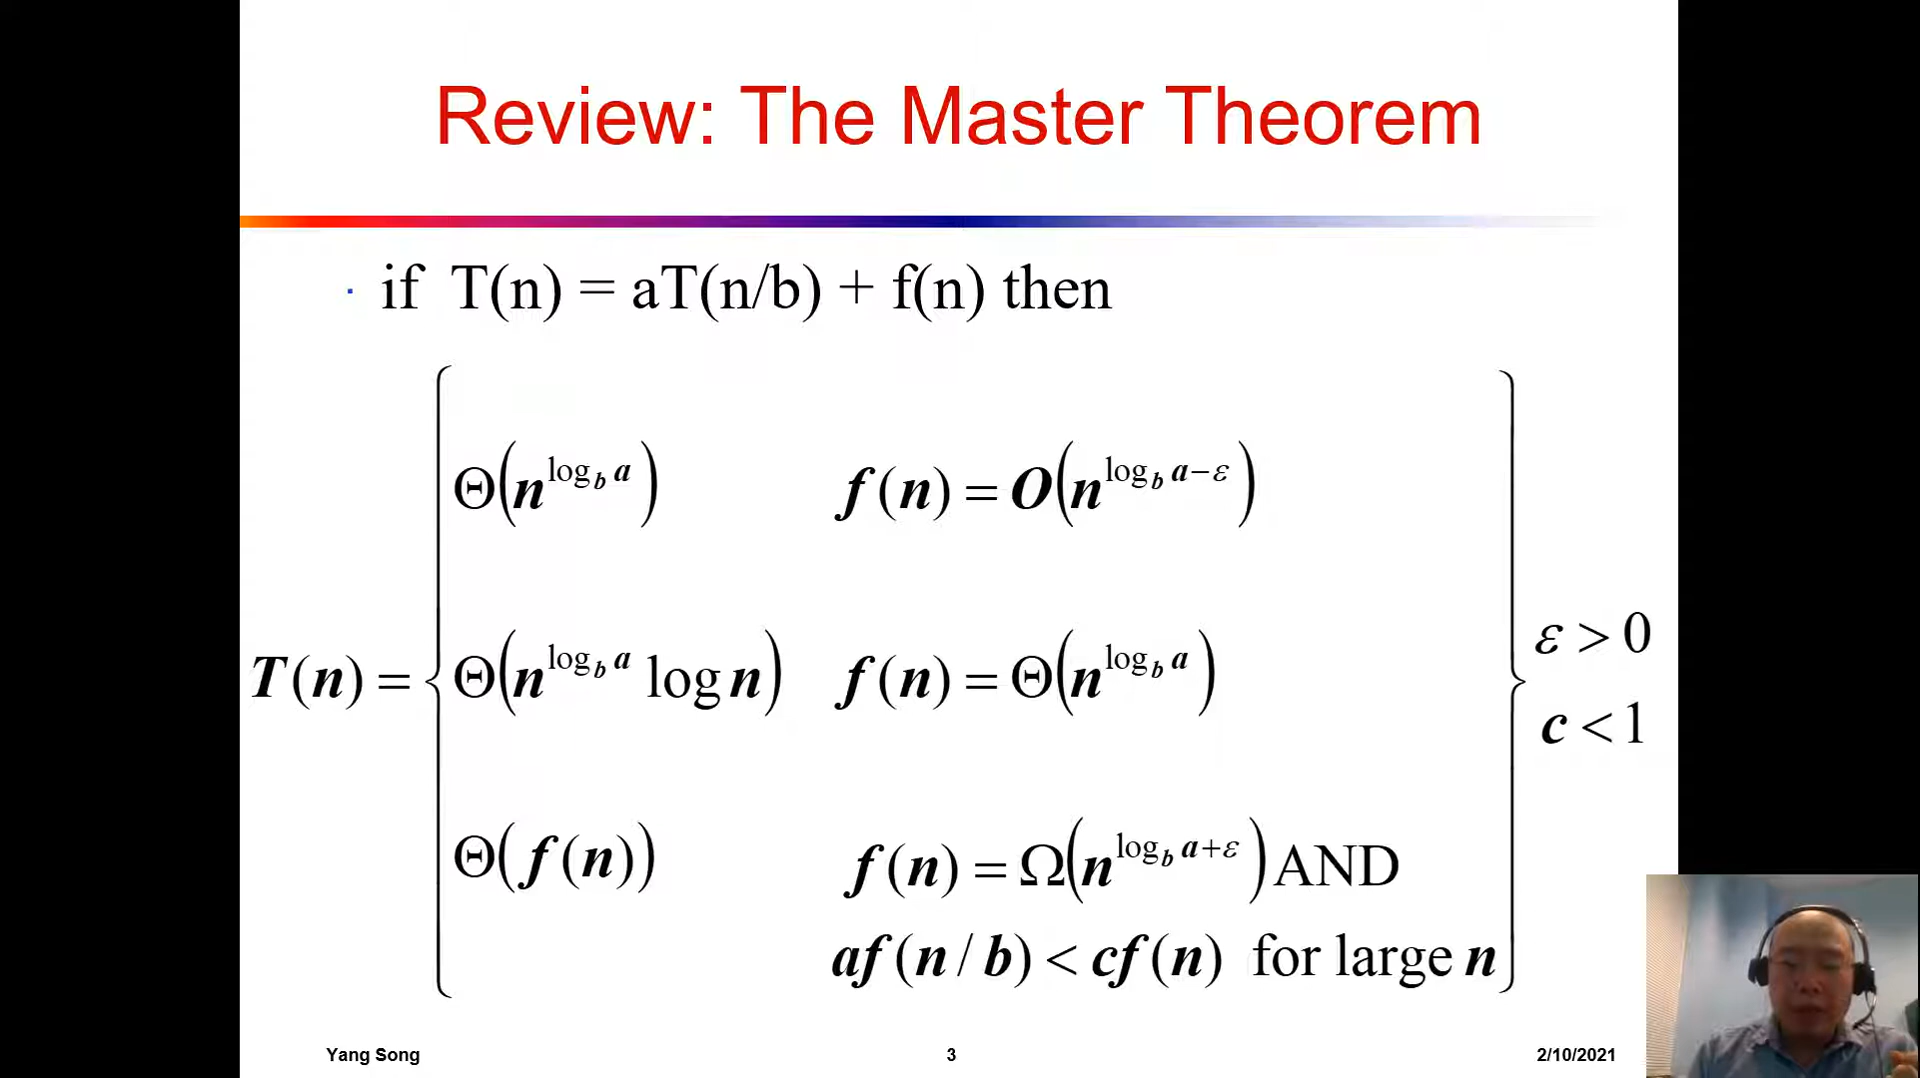 Review: The Master Theorem
· if T(n) = aT(n/b) + f(n) then
Θ(n^{log_b a}) f(n) = O(n^{log_b a−ε})
T(n) = { Θ(n^{log_b a} log n) f(n) = Θ(n^{log_b a}) } ε > 0
c < 1
Θ(f(n)) f(n) = Ω(n^{log_b a+ε}) AND
af(n/b) < cf(n) for large n
Yang Song 3 2/10/2021